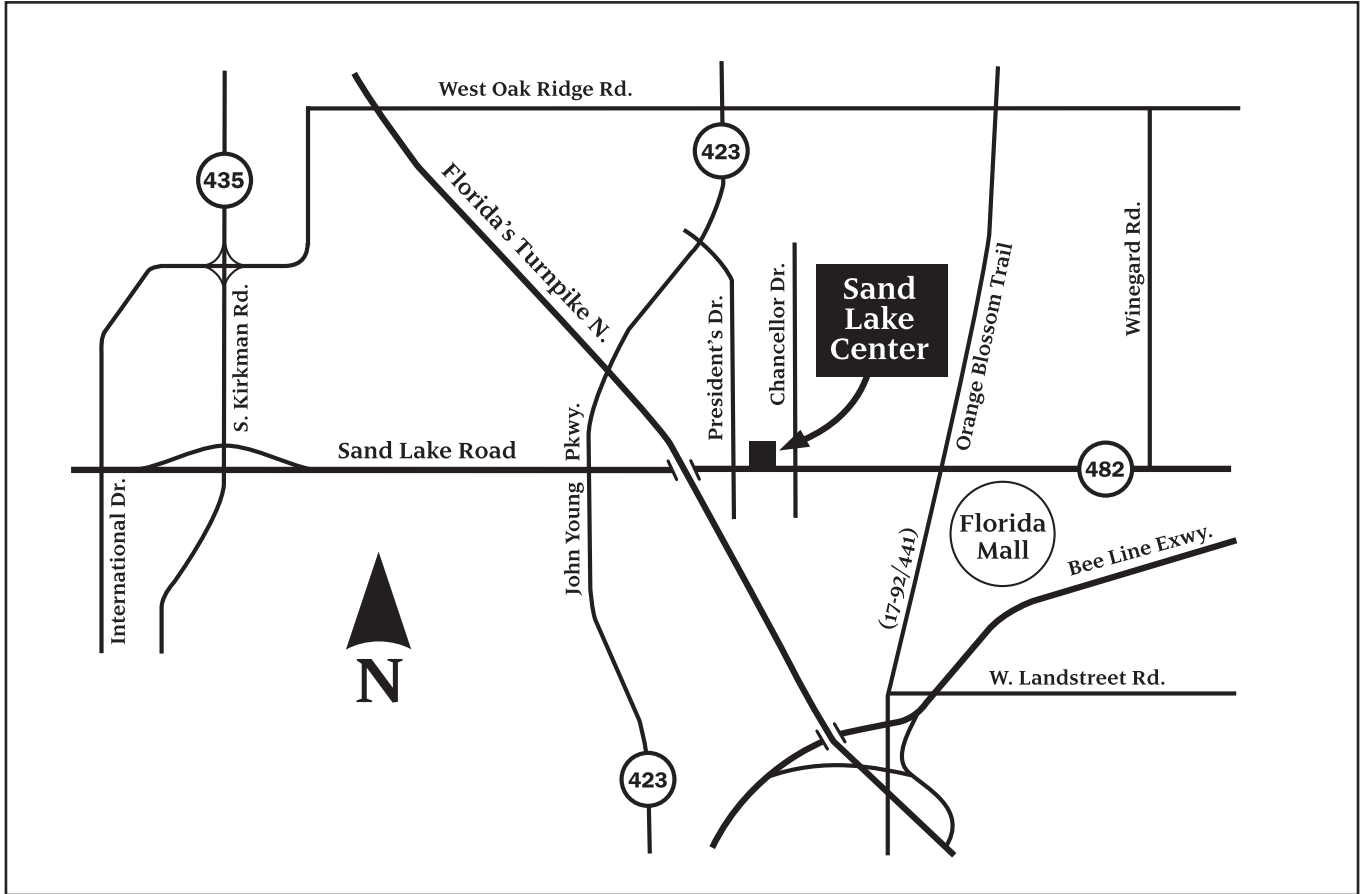 West Oak Ridge Rd.
423
435
Florida's Turnpike N.
Winegard Rd.
Orange Blossom Trail
Chancellor Dr.
Sand
Lake
Center
S. Kirkman Rd.
President's Dr.
Sand Lake Road
John Young Pkwy.
482
International Dr.
Florida
Mall
Bee Line Exwy.
(17-92/441)
N
W. Landstreet Rd.
423